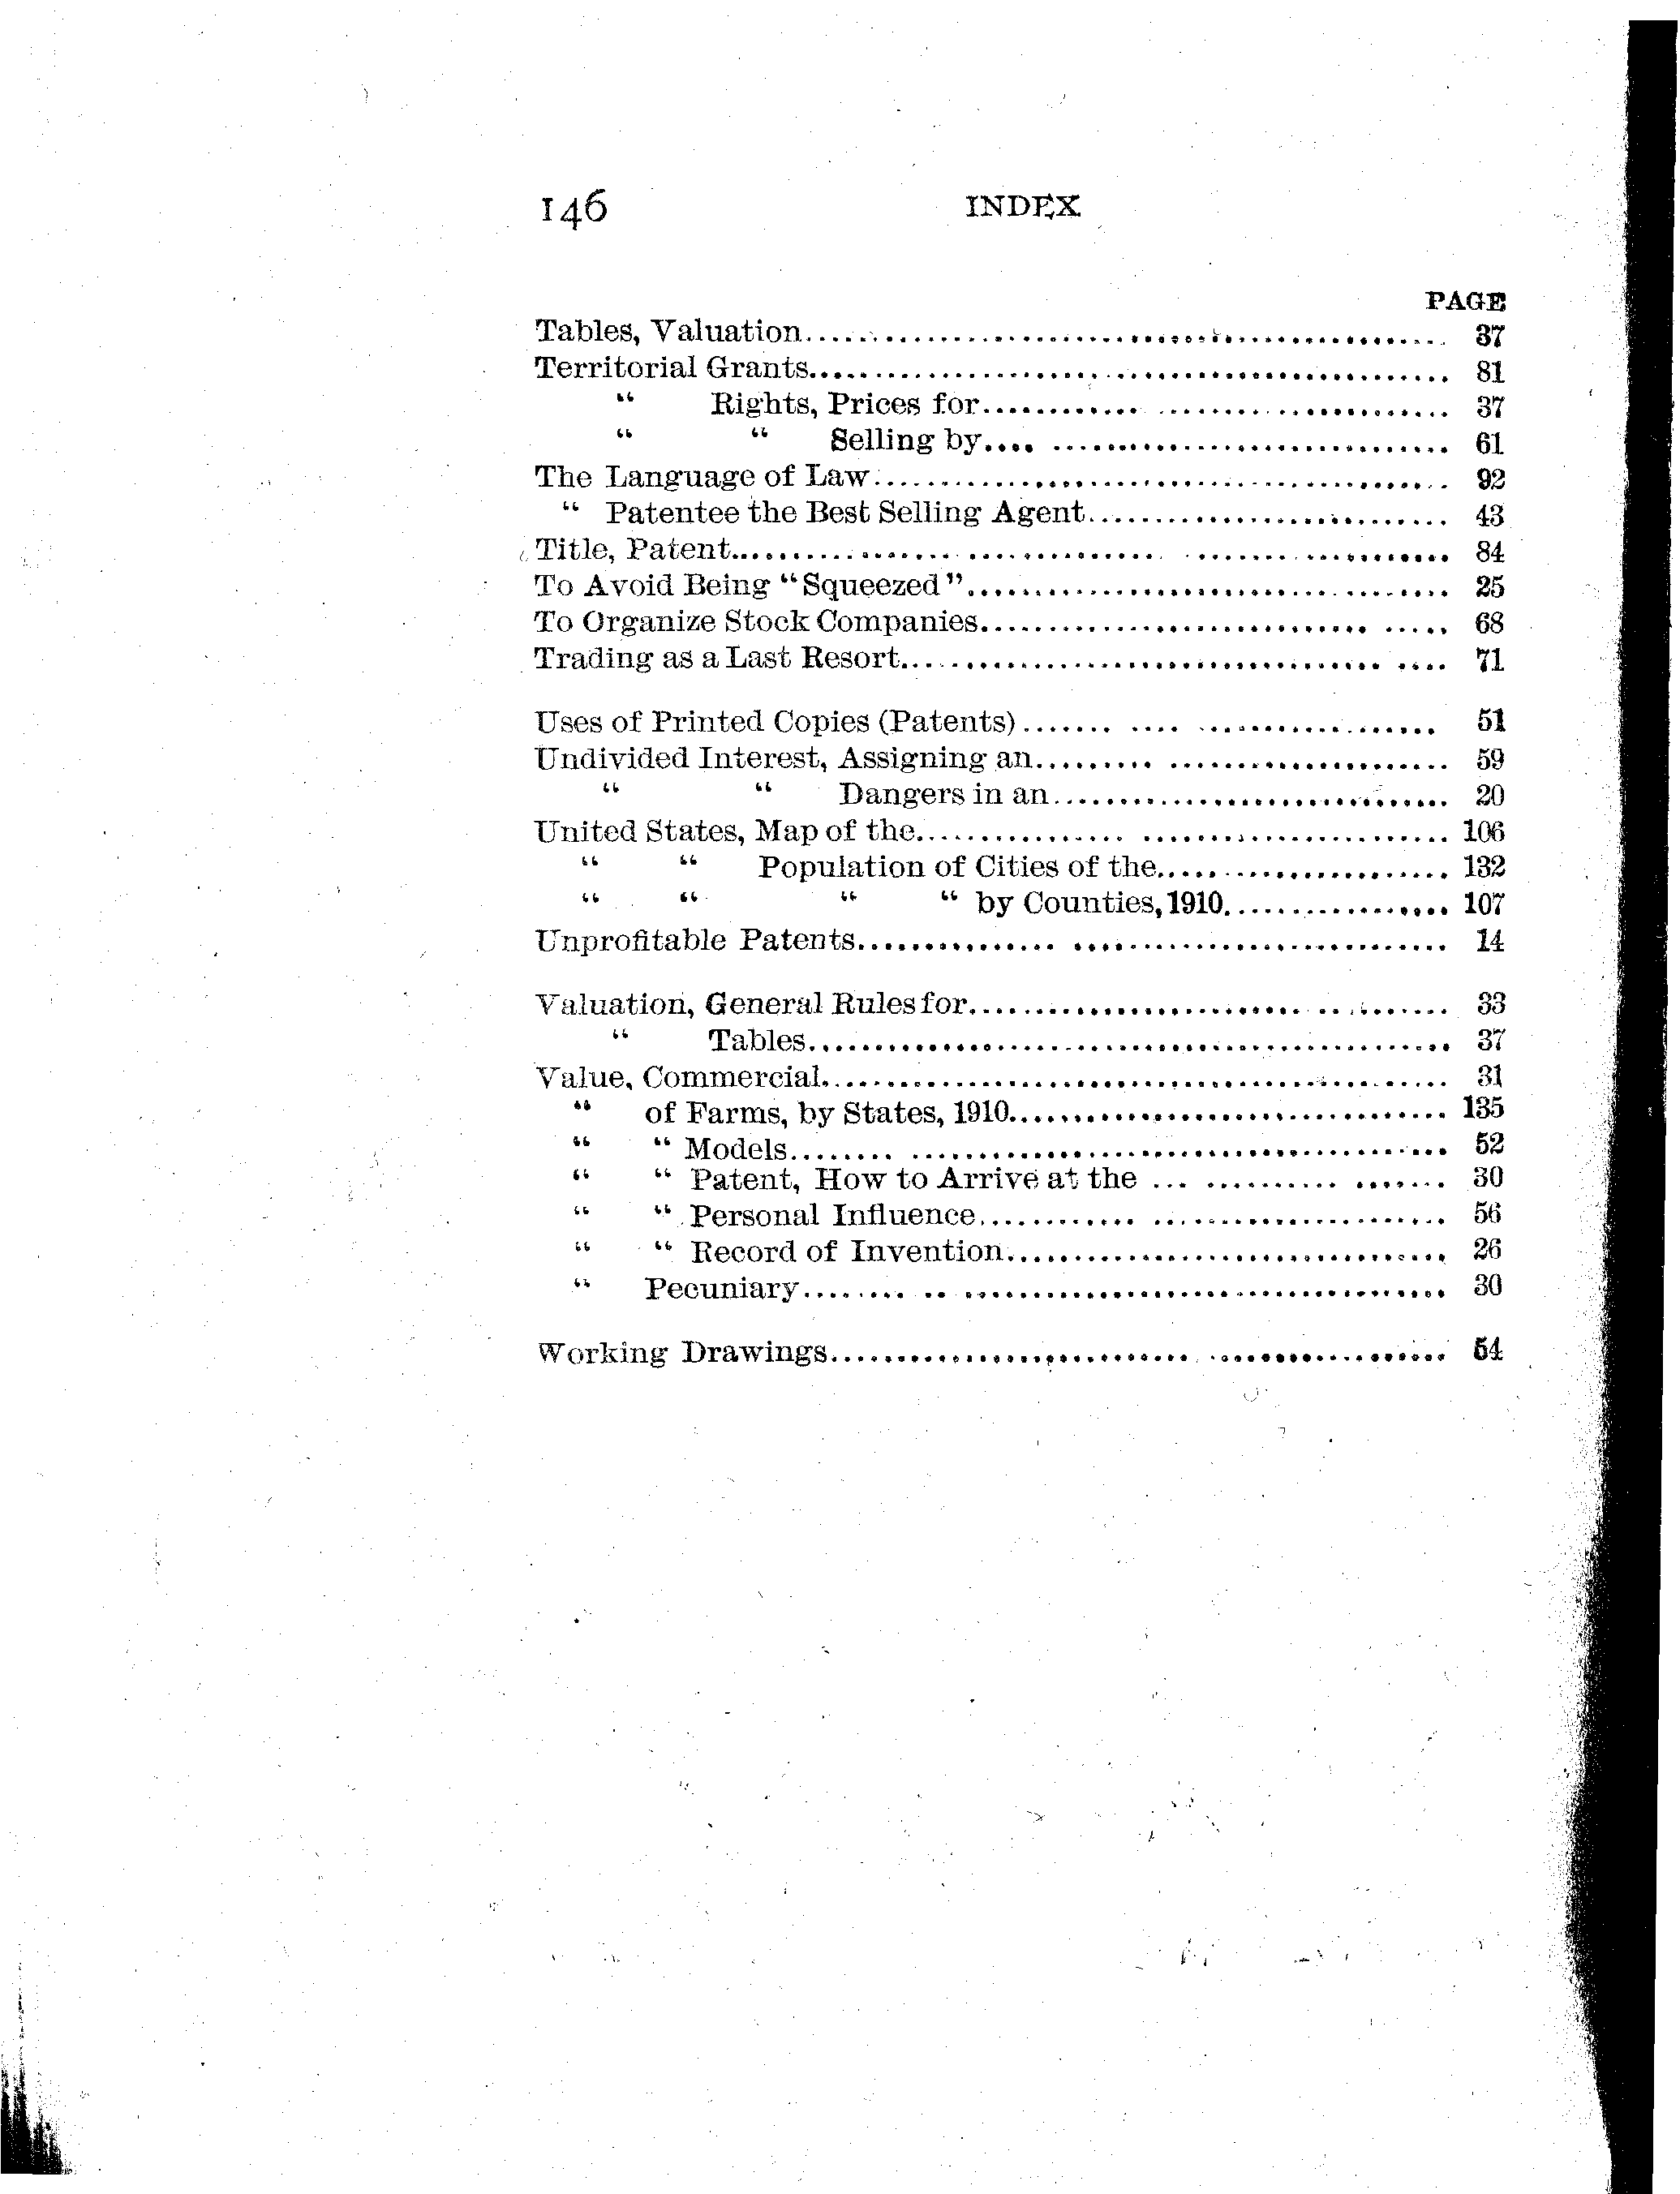 146 INDEX
PAGE
Tables, Valuation........ 37
Territorial Grants........ 81
“ Rights, Prices for........ 37
“ “ Selling by........ 61
The Language of Law........ 92
“ Patentee the Best Selling Agent........ 43
Title, Patent........ 84
To Avoid Being “Squeezed”........ 25
To Organize Stock Companies........ 68
Trading as a Last Resort........ 71
Uses of Printed Copies (Patents)........ 51
Undivided Interest, Assigning an........ 59
“ “ Dangers in an........ 20
United States, Map of the........ 106
“ “ Population of Cities of the........ 132
“ “ “ “ by Counties, 1910........ 107
Unprofitable Patents........ 14
Valuation, General Rules for........ 33
“ Tables........ 37
Value, Commercial........ 31
“ of Farms, by States, 1910........ 135
“ “ Models........ 52
“ “ Patent, How to Arrive at the ........ 30
“ “ Personal Influence........ 56
“ “ Record of Invention........ 26
“ Pecuniary........ 30
Working Drawings........ 54